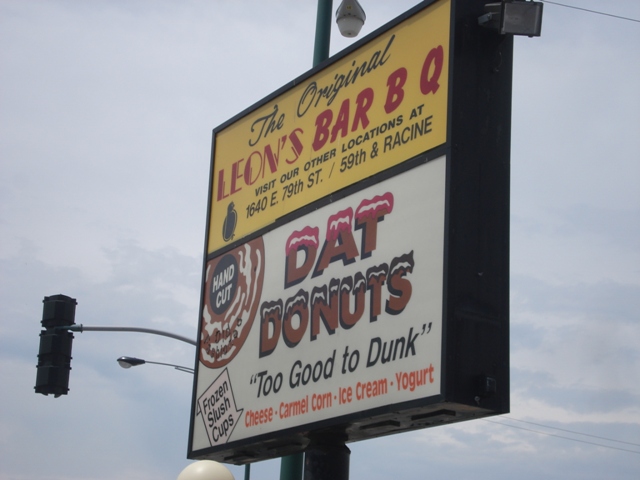 The Original
LEON'S BAR B Q
VISIT OUR OTHER LOCATIONS AT
1640 E. 79th ST. / 59th & RACINE
HAND
CUT
DAT
DONUTS
"Too Good to Dunk"
Frozen
Slush
Cups
Cheese - Carmel Corn - Ice Cream - Yogurt